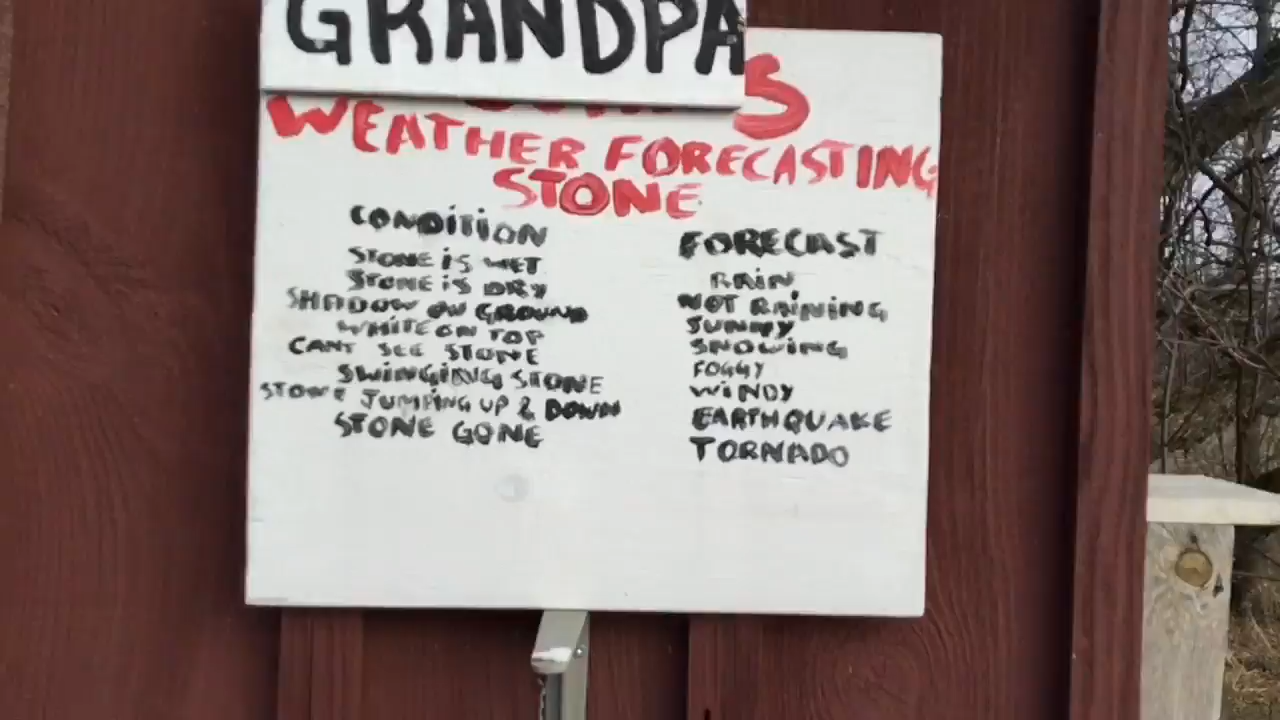 GRANDPA
S
WEATHER FORECASTING
STONE
CONDITION FORECAST
STONE IS WET RAIN
STONE IS DRY NOT RAINING
SHADOW ON GROUND SUNNY
WHITE ON TOP SNOWING
CANT SEE STONE FOGGY
SWINGING STONE WINDY
STONE JUMPING UP & DOWN EARTHQUAKE
STONE GONE TORNADO